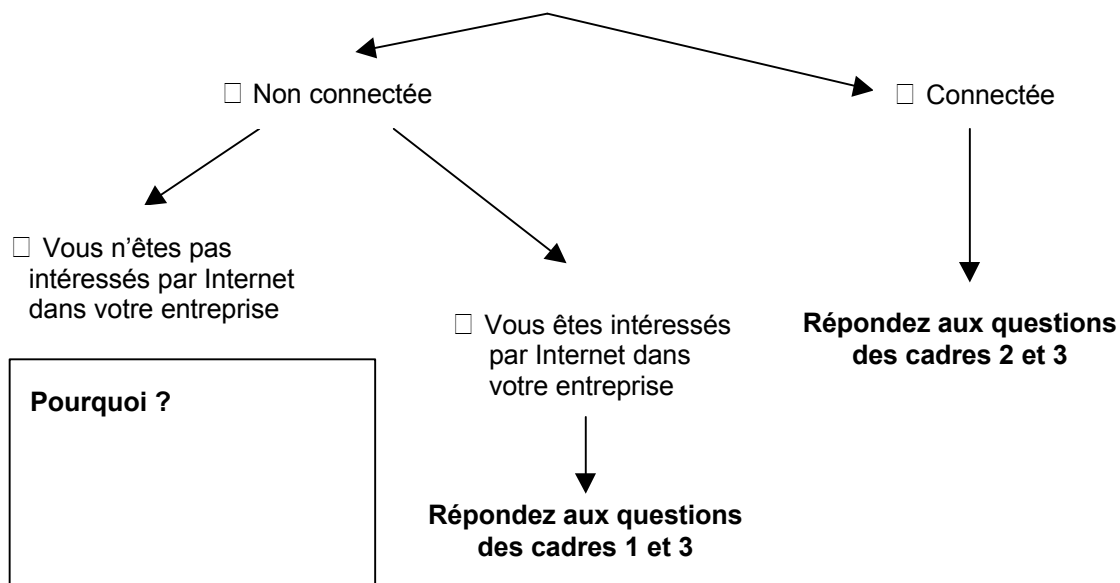 ☐ Non connectée
☐ Connectée
☐ Vous n’êtes pas
intéressés par Internet
dans votre entreprise
☐ Vous êtes intéressés
par Internet dans
votre entreprise
Répondez aux questions
des cadres 2 et 3
Pourquoi ?
Répondez aux questions
des cadres 1 et 3